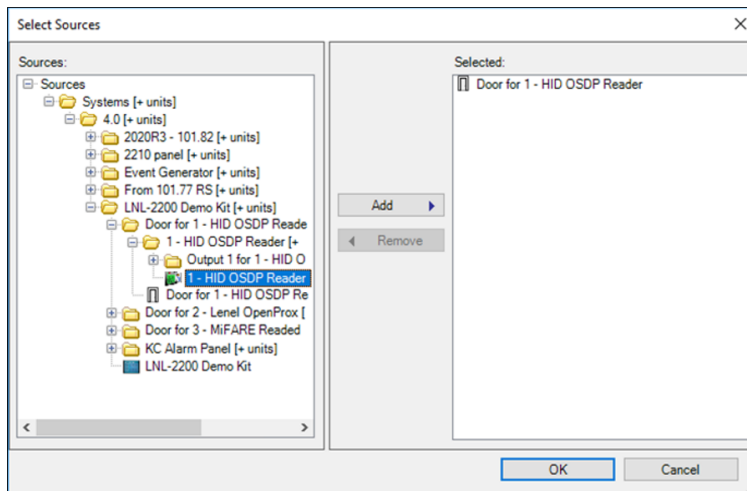 Select Sources
Sources:
Sources
Systems [+ units]
4.0 [+ units]
2020R3 - 101.82 [+ units]
2210 panel [+ units]
Event Generator [+ units]
From 101.77 RS [+ units]
LNL-2200 Demo Kit [+ units]
Door for 1 - HID OSDP Reade
1 - HID OSDP Reader [+
Output 1 for 1 - HID O
1 - HID OSDP Reader
Door for 1 - HID OSDP Re
Door for 2 - Lenel OpenProx [
Door for 3 - MiFARE Readed
KC Alarm Panel [+ units]
LNL-2200 Demo Kit
Add
Remove
Selected:
Door for 1 - HID OSDP Reader
OK
Cancel